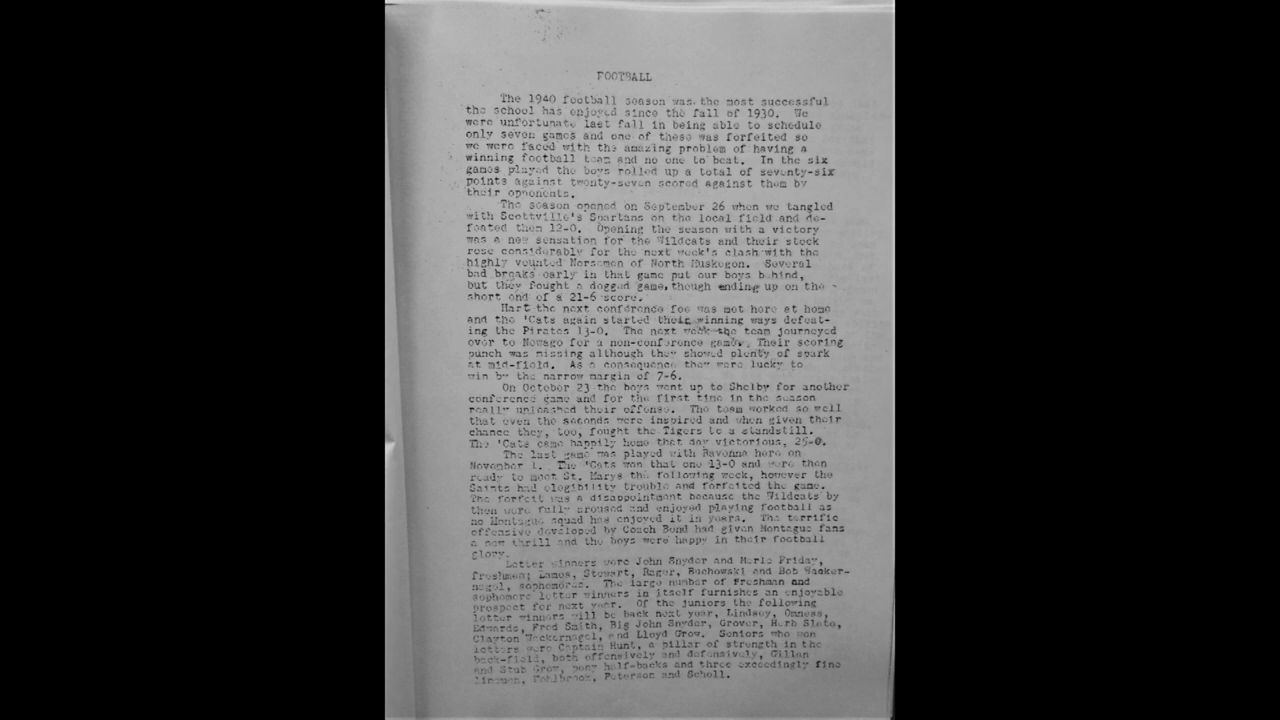 FOOTBALL
The 1940 football season was the most successful
the school has enjoyed since the fall of 1930. We
were unfortunate last fall in being able to schedule
only seven games and one of these was forfeited so
we were faced with the amazing problem of having a
winning football team and no one to beat. In the six
games played the boys rolled up a total of seventy-six
points against twenty-seven scored against them by
their opponents.
The season opened on September 26 when we tangled
with Scottville's Spartans on the local field and de-
feated them 12-0. Opening the season with a victory
was a new sensation for the Wildcats and their stock
rose considerably for the next week's clash with the
highly vounted Norsemen of North Muskegon. Several
bad breaks early in that game put our boys behind,
but they fought a dogged game, though ending up on the
short end of a 21-6 score.
Hart the next conference foe was met here at home
and the 'Cats again started their winning ways defeat-
ing the Pirates 13-0. The next week the team journeyed
over to Newago for a non-conference game. Their scoring
punch was missing although they showed plenty of spark
at mid-field. As a consequence they were lucky to
win by the narrow margin of 7-6.
On October 23 the boys went up to Shelby for another
conference game and for the first time in the season
really unleashed their offense. The team worked so well
that even the seconds were inspired and when given their
chance they, too, fought the Tigers to a standstill.
The 'Cats came happily home that day victorious, 25-0.
The last game was played with Ravenna here on
November 1. The 'Cats won that one 13-0 and were then
ready to meet St. Marys the following week, however the
Saints had elegibility trouble and forfeited the game.
The forfeit was a disappointment because the Wildcats by
then were fully aroused and enjoyed playing football as
no Montague squad has enjoyed it in years. The terrific
offensive developed by Coach Bond had given Montague fans
a new thrill and the boys were happy in their football
glory.
Letter winners were John Snyder and Merle Friday,
freshmen; Lamos, Stewart, Rager, Buchowski and Bob Wacker-
nagel, sophomores. The large number of Freshman and
sophomore letter winners in itself furnishes an enjoyable
prospect for next year. Of the juniors the following
letter winners will be back next year, Lindsey, Omness,
Edwards, Fred Smith, Big John Snyder, Grover, Herb Slate,
Clayton Wackernagel, and Lloyd Grow. Seniors who won
letters were Captain Hunt, a pillar of strength in the
back-field, both offensively and defensively, Gillan
and Stub Grow, pony half-backs and three exceedingly fine
linemen, Peterson and Schell.